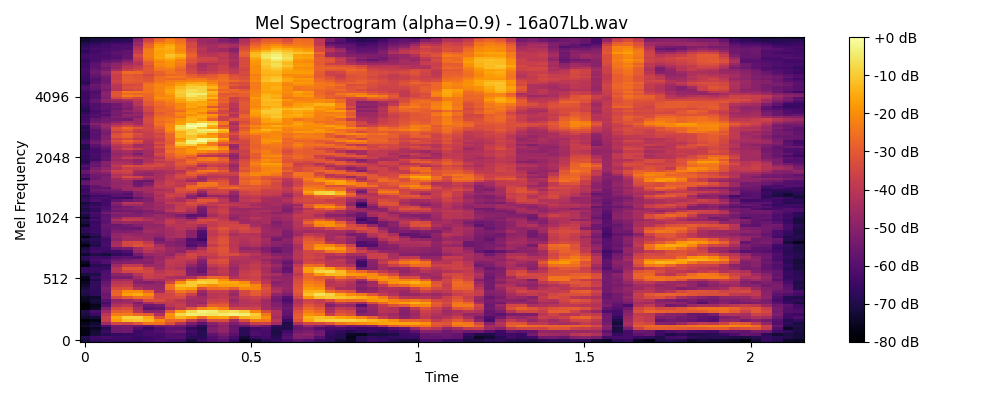 Mel Spectrogram (alpha=0.9) - 16a07Lb.wav
Mel Frequency
4096
2048
1024
512
0
0
0.5
1
1.5
2
Time
+0 dB
-10 dB
-20 dB
-30 dB
-40 dB
-50 dB
-60 dB
-70 dB
-80 dB